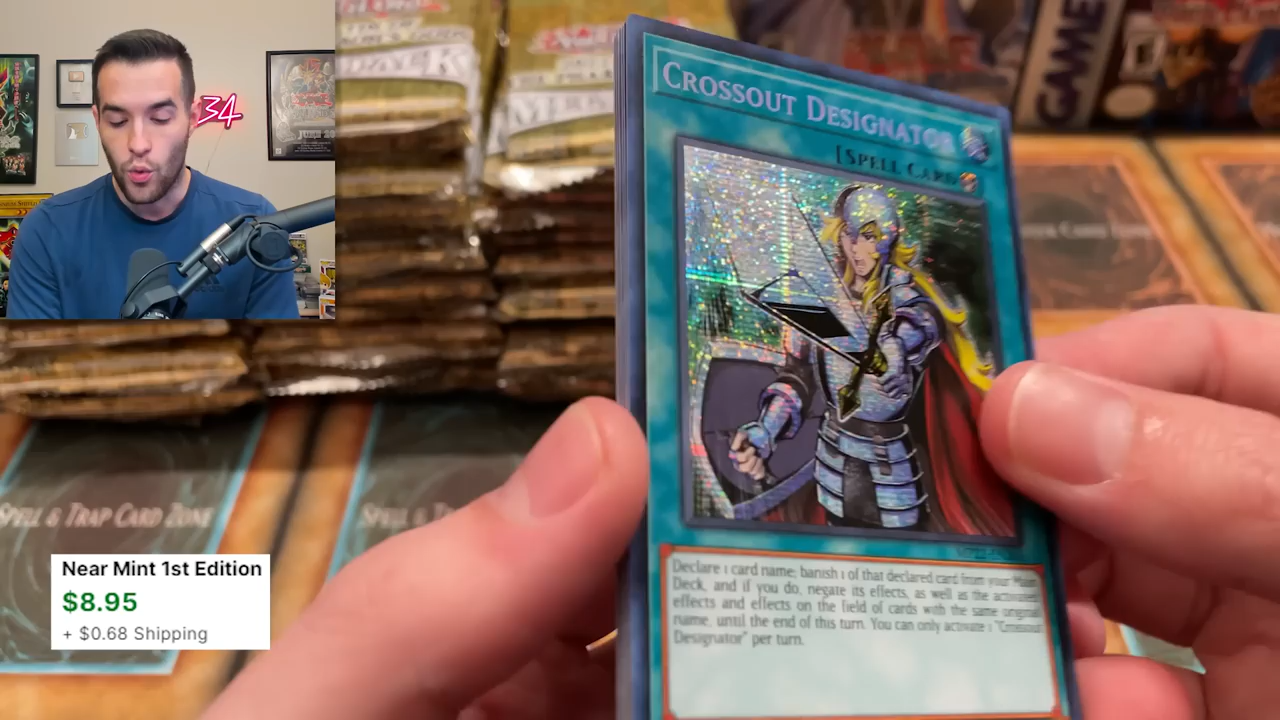 34
JUNE 20
GAME
CROSSOUT DESIGNATOR
[SPELL CARD
SPELL & TRAP CARD ZONE
SPELL & T
Near Mint 1st Edition
$8.95
+ $0.68 Shipping
Declare 1 card name; banish 1 of that declared card from your Main
Deck, and if you do, negate its effects, as well as the activated
effects and effects on the field of cards with the same original
name, until the end of this turn. You can only activate 1 "Crossout
Designator" per turn.